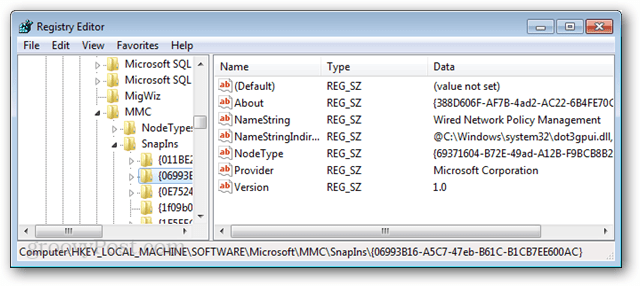 Registry Editor
File Edit View Favorites Help
Microsoft SQL
Microsoft SQL
MigWiz
MMC
NodeTypes
SnapIns
{011BE2
{06993B
{0E7524
{1f09b0
Name Type Data
(Default) REG_SZ (value not set)
About REG_SZ {388D606F-AF7B-4ad2-AC22-6B4FE70C
NameString REG_SZ Wired Network Policy Management
NameStringIndir... REG_SZ @C:\Windows\system32\dot3gpui.dll,
NodeType REG_SZ {69371604-B72E-49ad-A12B-F9BCB8B2
Provider REG_SZ Microsoft Corporation
Version REG_SZ 1.0
groovyPost.com
Computer\HKEY_LOCAL_MACHINE\SOFTWARE\Microsoft\MMC\SnapIns\{06993B16-A5C7-47eb-B61C-B1CB7EE600AC}